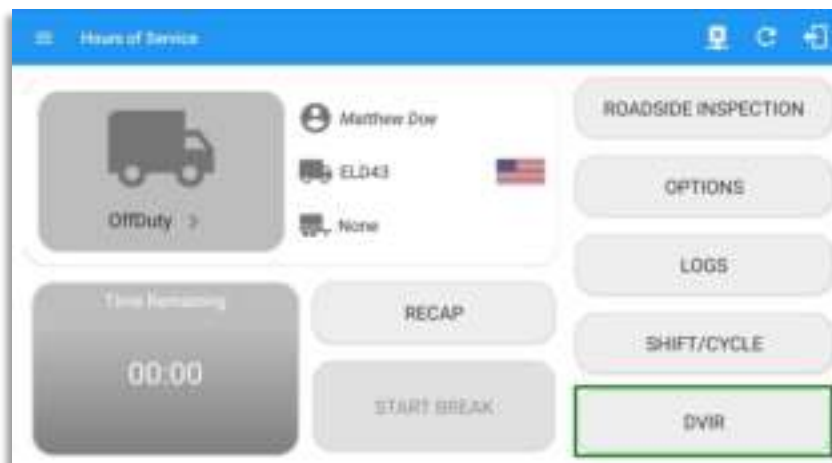 Hours of Service
Matthew Doe
ELD43
None
OffDuty >
Time Remaining
00:00
RECAP
START BREAK
ROADSIDE INSPECTION
OPTIONS
LOGS
SHIFT/CYCLE
DVIR